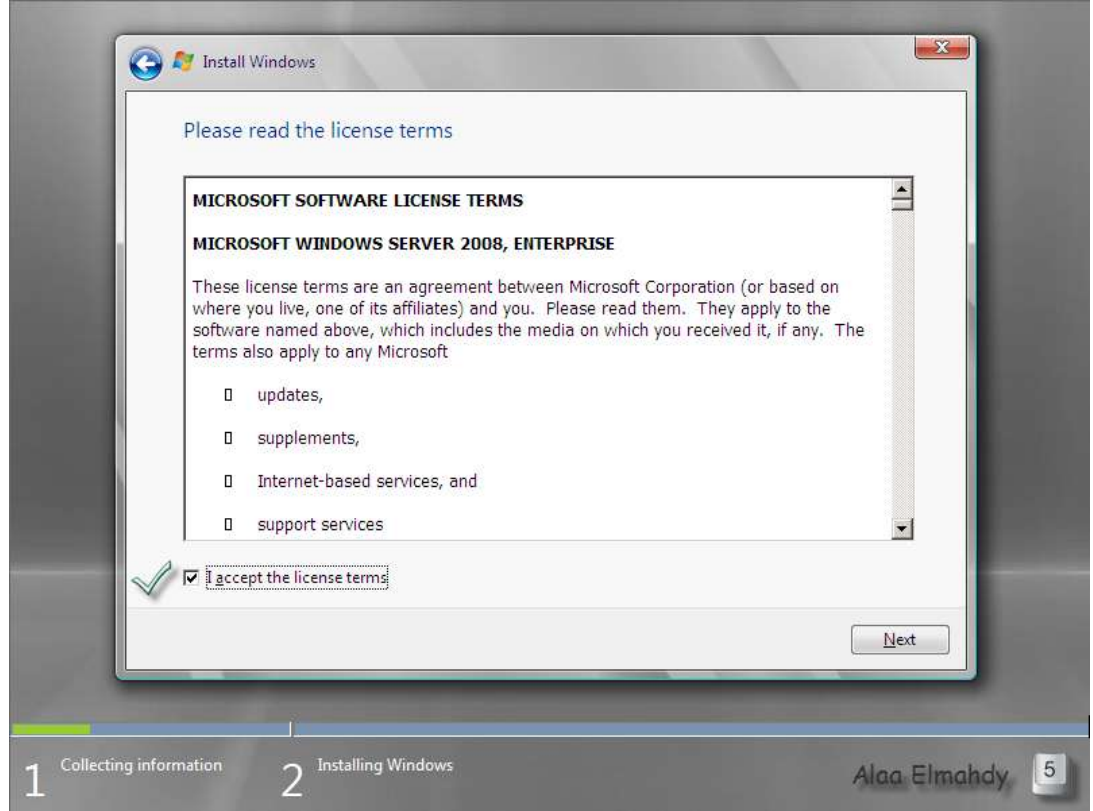 Install Windows
Please read the license terms
MICROSOFT SOFTWARE LICENSE TERMS
MICROSOFT WINDOWS SERVER 2008, ENTERPRISE
These license terms are an agreement between Microsoft Corporation (or based on
where you live, one of its affiliates) and you.  Please read them.  They apply to the
software named above, which includes the media on which you received it, if any.  The
terms also apply to any Microsoft
updates,
supplements,
Internet-based services, and
support services
I accept the license terms
Next
1 Collecting information 2 Installing Windows
Alaa Elmahdy 5